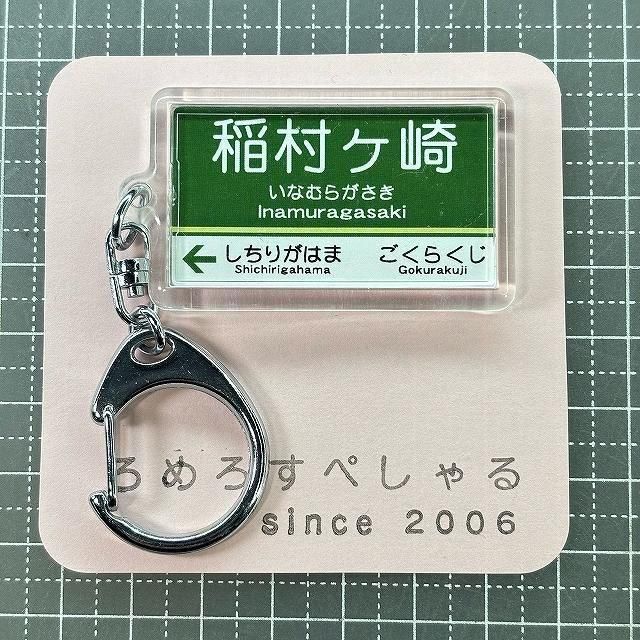 稲村ヶ崎
いなむらがさき
Inamuragasaki
←しちりがはま ごくらくじ
Shichirigahama Gokurakuji
ろめろすぺしゃる
since 2006